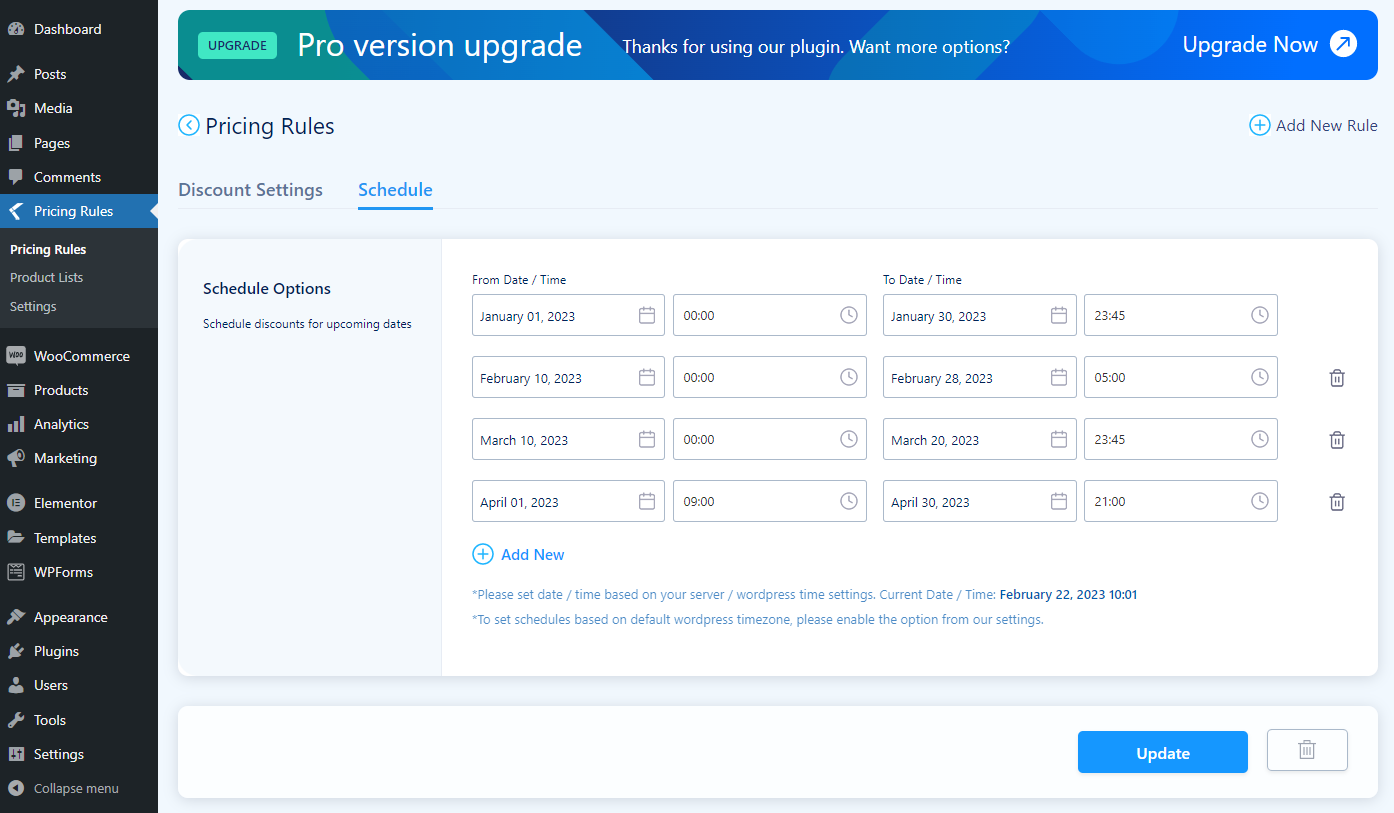 Dashboard
Posts
Media
Pages
Comments
Pricing Rules
Pricing Rules
Product Lists
Settings
WooCommerce
Products
Analytics
Marketing
Elementor
Templates
WPForms
Appearance
Plugins
Users
Tools
Settings
Collapse menu
UPGRADE Pro version upgrade Thanks for using our plugin. Want more options? Upgrade Now
Pricing Rules Add New Rule
Discount Settings Schedule
Schedule Options
Schedule discounts for upcoming dates
From Date / Time To Date / Time
January 01, 2023 00:00 January 30, 2023 23:45
February 10, 2023 00:00 February 28, 2023 05:00
March 10, 2023 00:00 March 20, 2023 23:45
April 01, 2023 09:00 April 30, 2023 21:00
Add New
*Please set date / time based on your server / wordpress time settings. Current Date / Time: February 22, 2023 10:01
*To set schedules based on default wordpress timezone, please enable the option from our settings.
Update